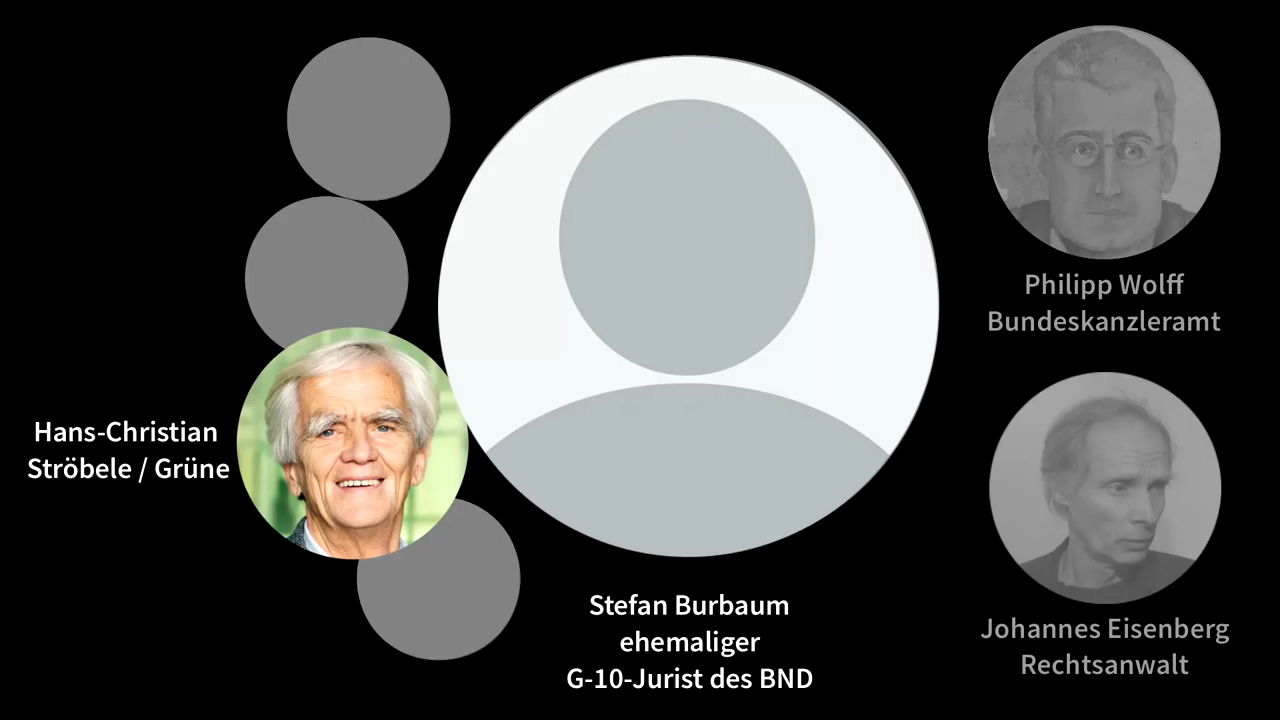 Hans-Christian
Ströbele / Grüne
Stefan Burbaum
ehemaliger
G-10-Jurist des BND
Philipp Wolff
Bundeskanzleramt
Johannes Eisenberg
Rechtsanwalt